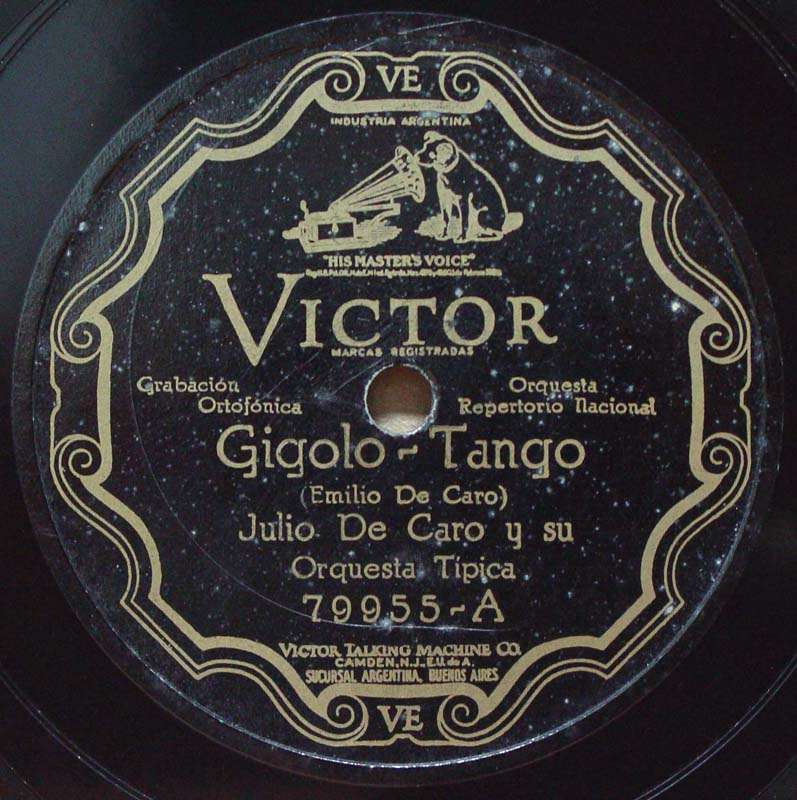 VE
INDUSTRIA ARGENTINA
"HIS MASTER'S VOICE"
VICTOR
MARCAS REGISTRADAS
Grabación Orquesta
Ortofónica Repertorio Nacional
Gigolo - Tango
(Emilio De Caro)
Julio De Caro y su
Orquesta Típica
79955-A
VICTOR TALKING MACHINE CO.
CAMDEN, N.J., E.U. de A.
SUCURSAL ARGENTINA, BUENOS AIRES
VE